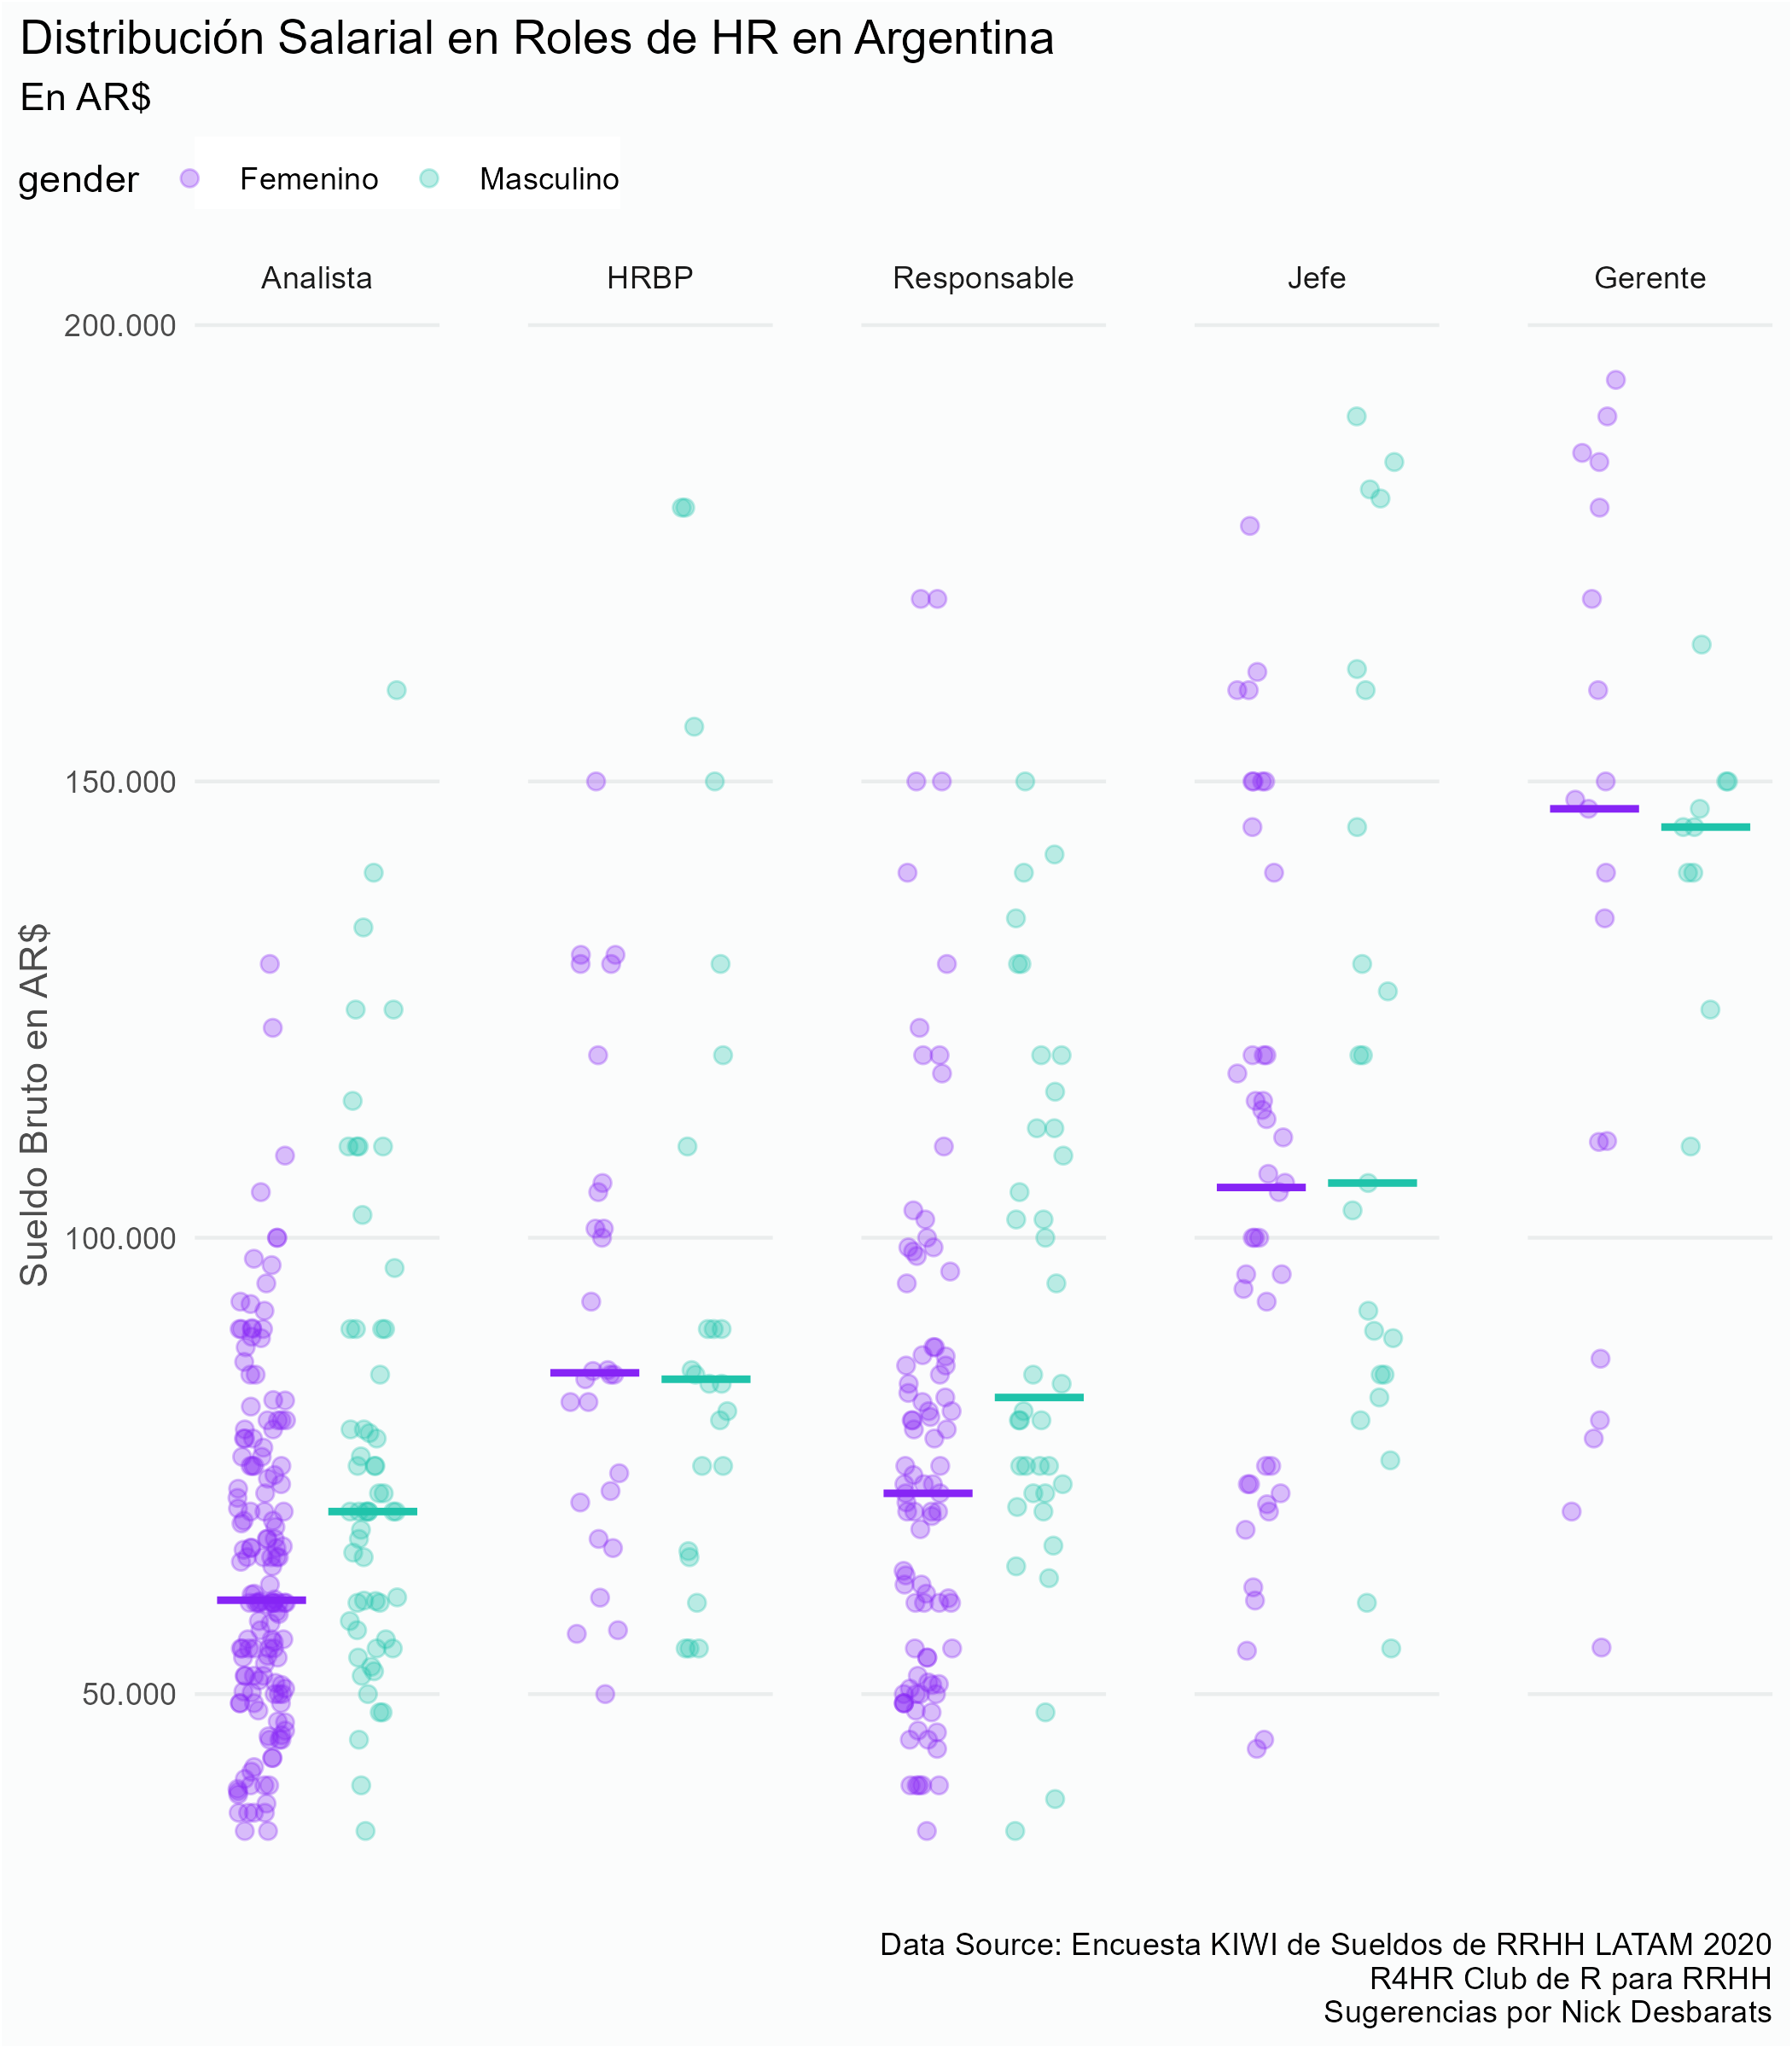 Distribución Salarial en Roles de HR en Argentina
En AR$
gender Femenino Masculino
Analista HRBP Responsable Jefe Gerente
200.000
150.000
100.000
50.000
Sueldo Bruto en AR$
Data Source: Encuesta KIWI de Sueldos de RRHH LATAM 2020
R4HR Club de R para RRHH
Sugerencias por Nick Desbarats